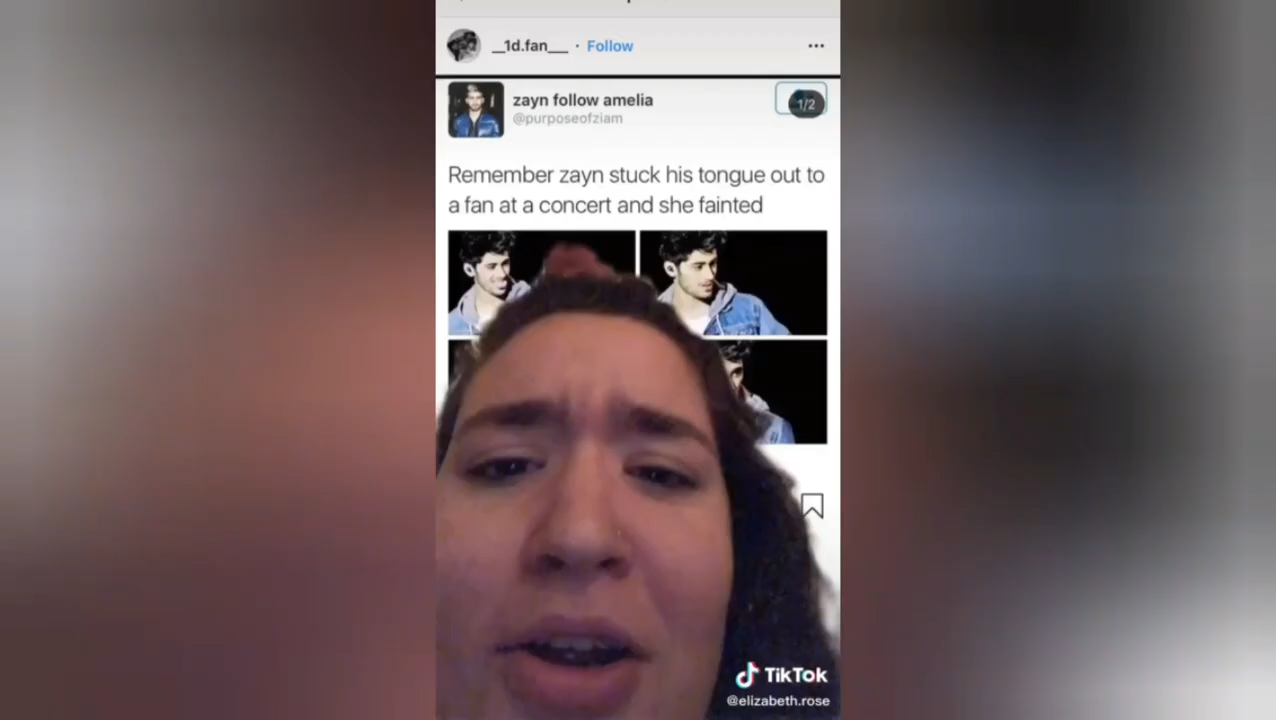 __1d.fan___ · Follow
zayn follow amelia
1/2
@purposeofziam
Remember zayn stuck his tongue out to
a fan at a concert and she fainted
TikTok
@elizabeth.rose